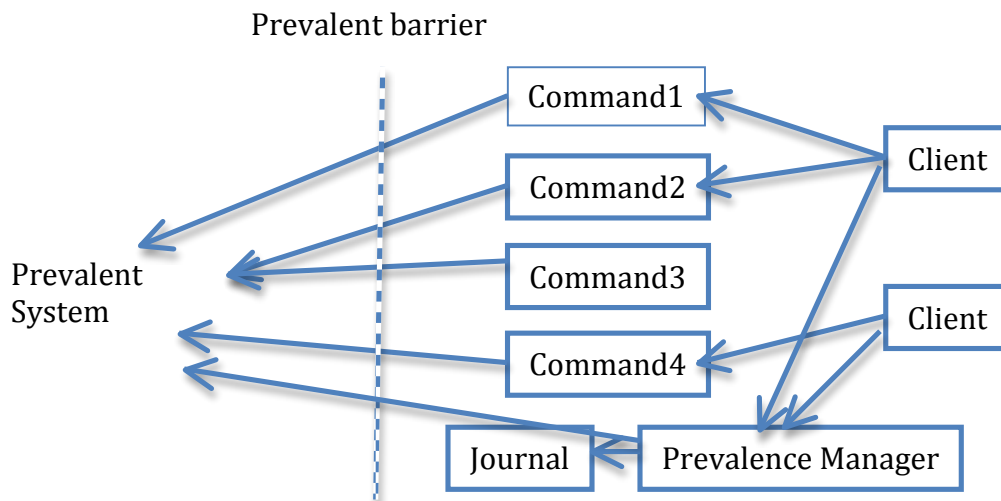 Prevalent barrier
Command1
Client
Command2
Prevalent
System
Command3
Client
Command4
Journal
Prevalence Manager